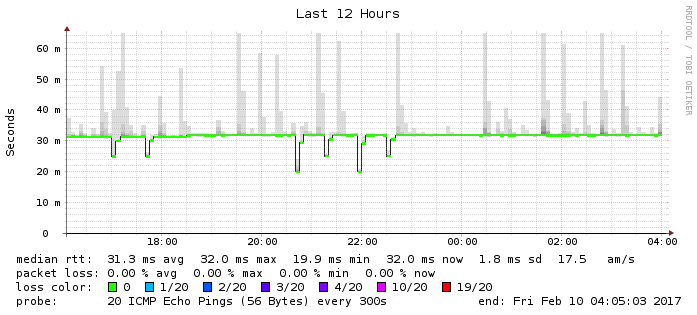 Last 12 Hours
RRDTOOL / TOBI OETIKER
Seconds
60 m
50 m
40 m
30 m
20 m
10 m
0
18:00 20:00 22:00 00:00 02:00 04:00
median rtt: 31.3 ms avg 32.0 ms max 19.9 ms min 32.0 ms now 1.8 ms sd 17.5 am/s
packet loss: 0.00 % avg 0.00 % max 0.00 % min 0.00 % now
loss color: 0 1/20 2/20 3/20 4/20 10/20 19/20
probe: 20 ICMP Echo Pings (56 Bytes) every 300s end: Fri Feb 10 04:05:03 2017